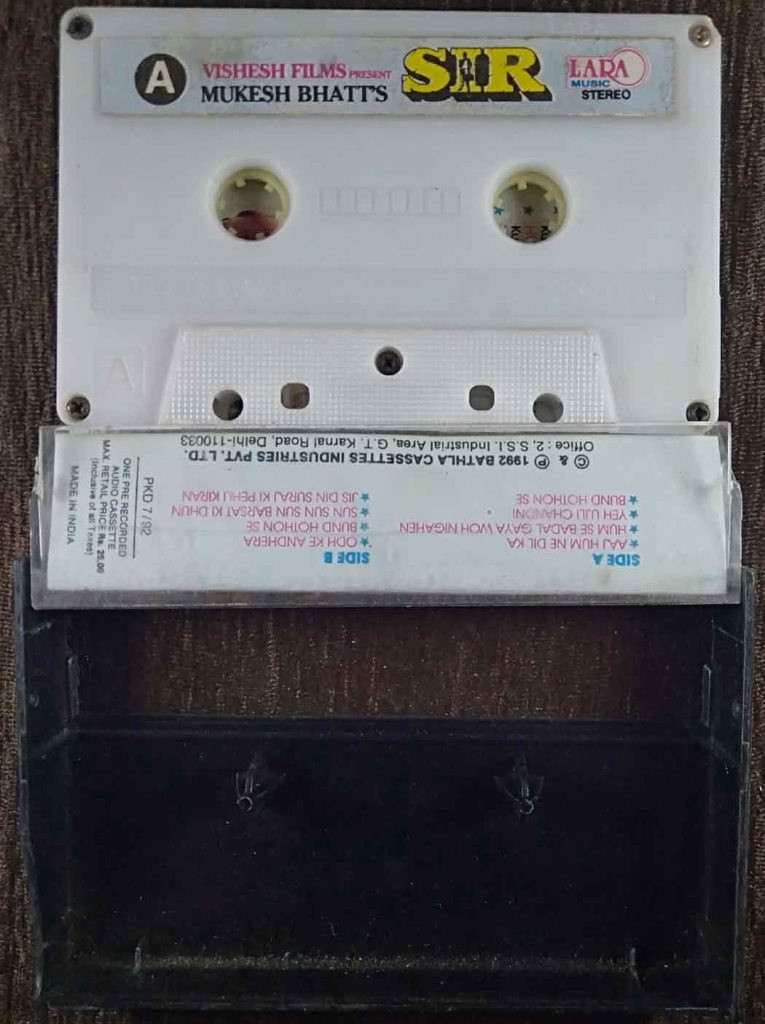 A
VISHESH FILMS PRESENT
MUKESH BHATT'S
SIR
LARA
MUSIC
STEREO
SIDE A
★ AAJ HUM NE DIL KA
★ HUM SE BADAL GAYA WOH NIGAHEN
★ YEH UJLI CHANDINI
★ BUND HOTHON SE
SIDE B
★ ODH KE ANDHERA
★ BUND HOTHON SE
★ SUN SUN SUN BARSAT KI DHUN
★ JIS DIN SURAJ KI PEHLI KIRAN
© & ℗ 1992 BATHLA CASSETTES INDUSTRIES PVT. LTD.
Office : 2, S.S.I. Industrial Area, G.T. Karnal Road, Delhi-110033
PKD 7/92
ONE PRE RECORDED
AUDIO CASSETTE
MAX. RETAIL PRICE Rs. 25.00
(Inclusive of all Taxes)
MADE IN INDIA